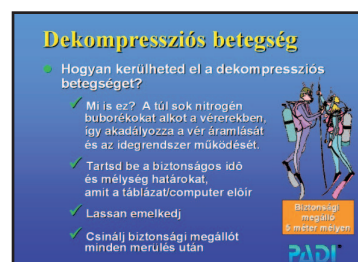 Dekompressziós betegség
Hogyan kerülheted el a dekompressziós
betegséget?
Mi is ez? A túl sok nitrogén
buborékokat alkot a vérerekben,
így akadályozza a vér áramlását
és az idegrendszer működését.
Tartsd be a biztonságos idő
és mélység határokat,
amit a táblázat/computer előír
Lassan emelkedj
Csinálj biztonsági megállót
minden merülés után
Biztonsági
megálló
5 méter mélyen
PADI